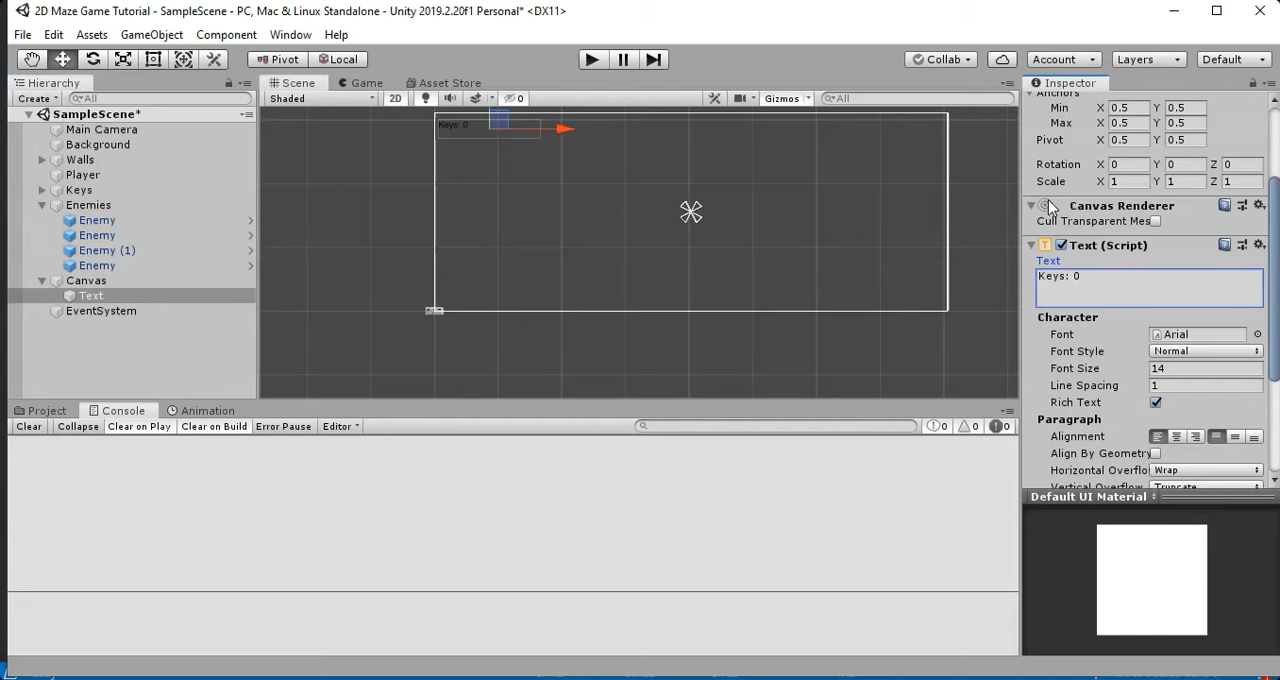 2D Maze Game Tutorial - SampleScene - PC, Mac & Linux Standalone - Unity 2019.2.20f1 Personal* <DX11>
File Edit Assets GameObject Component Window Help
Pivot Local Collab Account Layers Default
Hierarchy
Create All
SampleScene*
Main Camera
Background
Walls
Player
Keys
Enemies
Enemy
Enemy
Enemy (1)
Enemy
Canvas
Text
EventSystem
Scene Game Asset Store
Shaded 2D 0 Gizmos All
Keys: 0
Inspector
Anchors
Min X 0.5 Y 0.5
Max X 0.5 Y 0.5
Pivot X 0.5 Y 0.5
Rotation X 0 Y 0 Z 0
Scale X 1 Y 1 Z 1
Canvas Renderer
Cull Transparent Mes
T Text (Script)
Text
Keys: 0
Character
Font Arial
Font Style Normal
Font Size 14
Line Spacing 1
Rich Text
Paragraph
Alignment
Align By Geometry
Horizontal Overflo Wrap
Vertical Overflow Truncate
Default UI Material
Project Console Animation
Clear Collapse Clear on Play Clear on Build Error Pause Editor 0 0 0